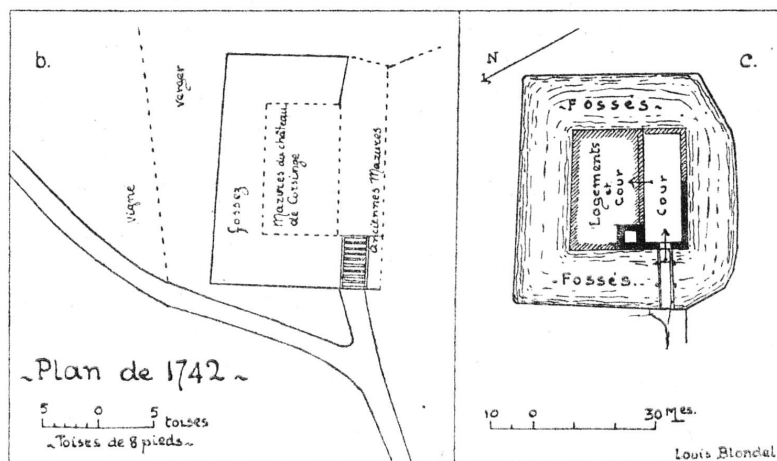 b.
Verger
Vigne
fossez
Mazures du château
de Corsinge
Anciennes Mazures
~Plan de 1742~
5 0 5 toises
~Toises de 8 pieds~
N
c.
~Fossés~
Logements
et
Cour
Cour
~Fossés..
10 0 30 Mes.
Louis Blondel